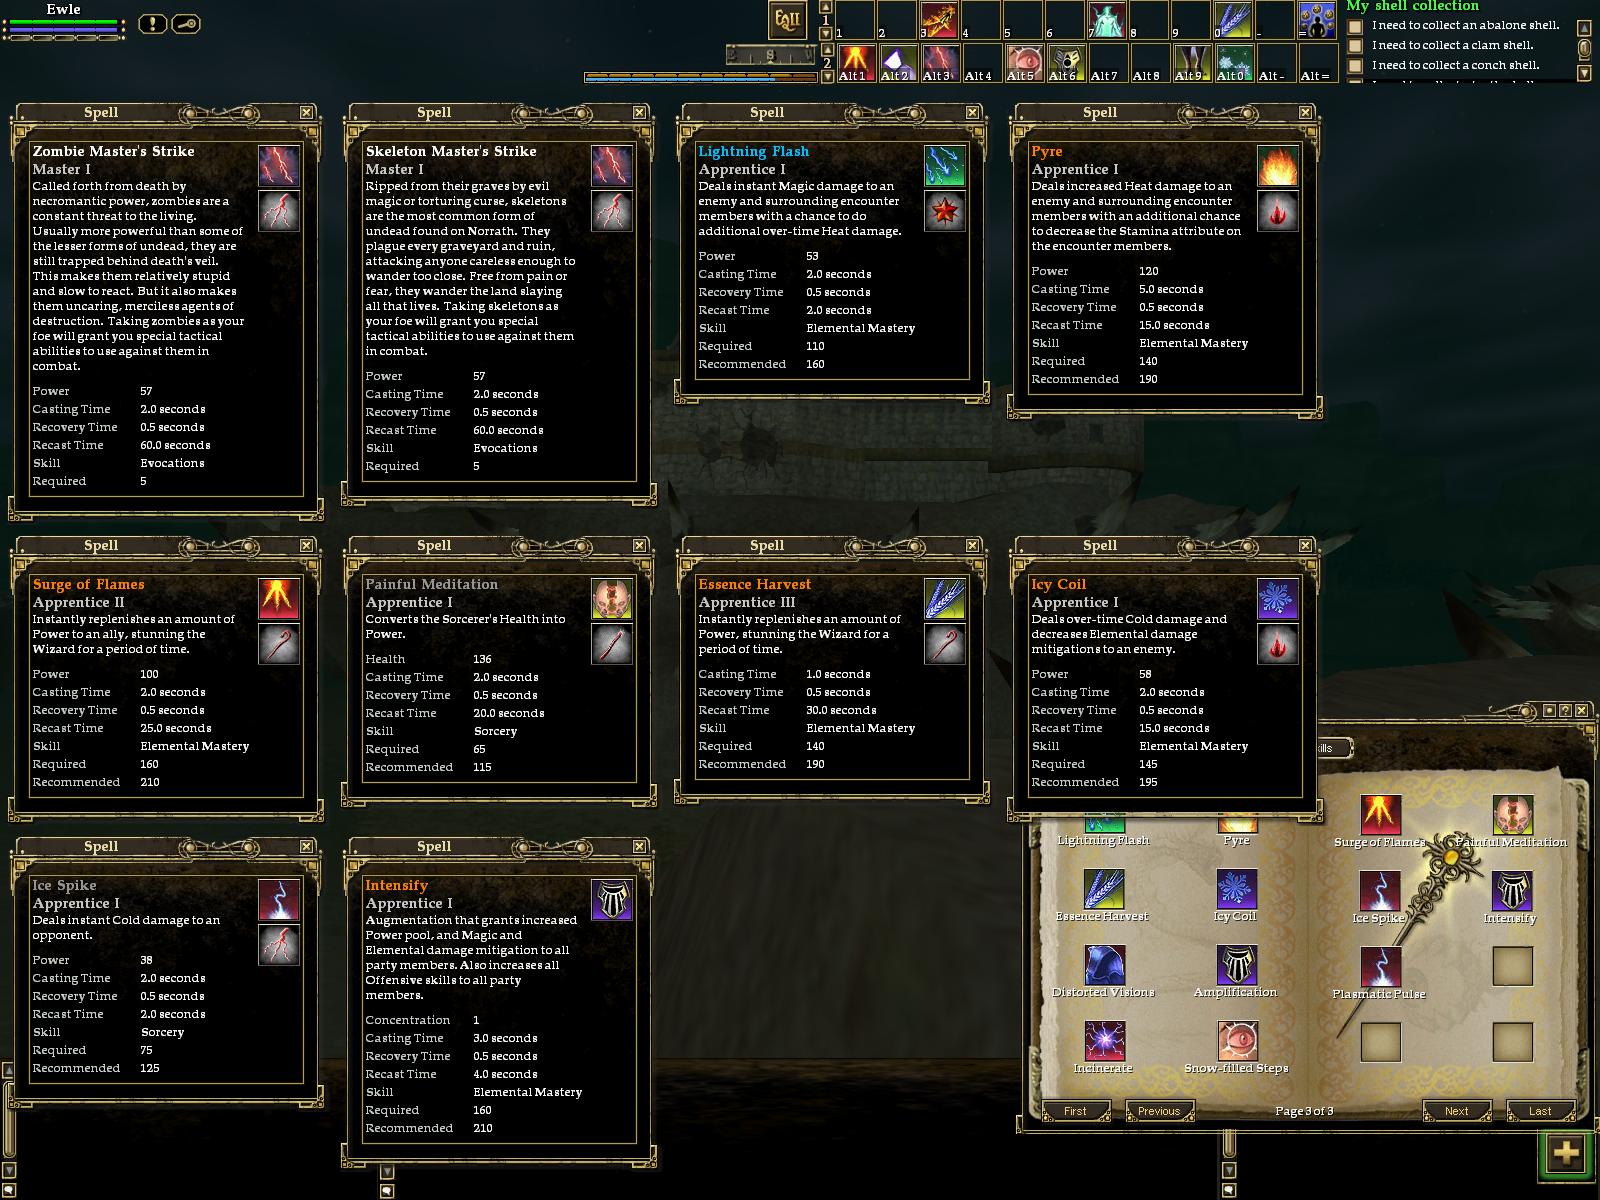 Ewle
EQII
1
1 2 3 4 5 6 7 8 9 0 - =
2
Alt 1 Alt 2 Alt 3 Alt 4 Alt 5 Alt 6 Alt 7 Alt 8 Alt 9 Alt 0 Alt - Alt =
S
My shell collection
I need to collect an abalone shell.
I need to collect a clam shell.
I need to collect a conch shell.
Spell
Zombie Master's Strike
Master I
Called forth from death by
necromantic power, zombies are a
constant threat to the living.
Usually more powerful than some of
the lesser forms of undead, they are
still trapped behind death's veil.
This makes them relatively stupid
and slow to react. But it also makes
them uncaring, merciless agents of
destruction. Taking zombies as your
foe will grant you special tactical
abilities to use against them in
combat.
Power 57
Casting Time 2.0 seconds
Recovery Time 0.5 seconds
Recast Time 60.0 seconds
Skill Evocations
Required 5
Spell
Skeleton Master's Strike
Master I
Ripped from their graves by evil
magic or torturing curse, skeletons
are the most common form of
undead found on Norrath. They
plague every graveyard and ruin,
attacking anyone careless enough to
wander too close. Free from pain or
fear, they wander the land slaying
all that lives. Taking skeletons as
your foe will grant you special
tactical abilities to use against them
in combat.
Power 57
Casting Time 2.0 seconds
Recovery Time 0.5 seconds
Recast Time 60.0 seconds
Skill Evocations
Required 5
Spell
Lightning Flash
Apprentice I
Deals instant Magic damage to an
enemy and surrounding encounter
members with a chance to do
additional over-time Heat damage.
Power 53
Casting Time 2.0 seconds
Recovery Time 0.5 seconds
Recast Time 2.0 seconds
Skill Elemental Mastery
Required 110
Recommended 160
Spell
Pyre
Apprentice I
Deals increased Heat damage to an
enemy and surrounding encounter
members with an additional chance
to decrease the Stamina attribute on
the encounter members.
Power 120
Casting Time 5.0 seconds
Recovery Time 0.5 seconds
Recast Time 15.0 seconds
Skill Elemental Mastery
Required 140
Recommended 190
Spell
Surge of Flames
Apprentice II
Instantly replenishes an amount of
Power to an ally, stunning the
Wizard for a period of time.
Power 100
Casting Time 2.0 seconds
Recovery Time 0.5 seconds
Recast Time 25.0 seconds
Skill Elemental Mastery
Required 160
Recommended 210
Spell
Painful Meditation
Apprentice I
Converts the Sorcerer's Health into
Power.
Health 136
Casting Time 2.0 seconds
Recovery Time 0.5 seconds
Recast Time 20.0 seconds
Skill Sorcery
Required 65
Recommended 115
Spell
Essence Harvest
Apprentice III
Instantly replenishes an amount of
Power, stunning the Wizard for a
period of time.
Casting Time 1.0 seconds
Recovery Time 0.5 seconds
Recast Time 30.0 seconds
Skill Elemental Mastery
Required 140
Recommended 190
Spell
Icy Coil
Apprentice I
Deals over-time Cold damage and
decreases Elemental damage
mitigations to an enemy.
Power 58
Casting Time 2.0 seconds
Recovery Time 0.5 seconds
Recast Time 15.0 seconds
Skill Elemental Mastery
Required 145
Recommended 195
Spell
Ice Spike
Apprentice I
Deals instant Cold damage to an
opponent.
Power 38
Casting Time 2.0 seconds
Recovery Time 0.5 seconds
Recast Time 2.0 seconds
Skill Sorcery
Required 75
Recommended 125
Spell
Intensify
Apprentice I
Augmentation that grants increased
Power pool, and Magic and
Elemental damage mitigation to all
party members. Also increases all
Offensive skills to all party
members.
Concentration 1
Casting Time 3.0 seconds
Recovery Time 0.5 seconds
Recast Time 4.0 seconds
Skill Elemental Mastery
Required 160
Recommended 210
kills
Lightning Flash Pyre Surge of Flames Painful Meditation
Essence Harvest Icy Coil Ice Spike Intensify
Distorted Visions Amplification Plasmatic Pulse
Incinerate Snow-filled Steps
First Previous Page 3 of 3 Next Last